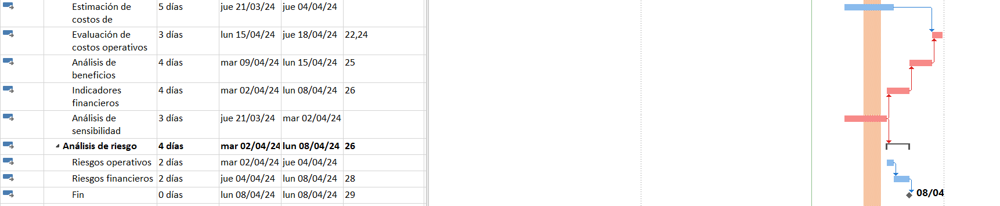 Estimación de 5 días jue 21/03/24 jue 04/04/24
costos de
Evaluación de 3 días lun 15/04/24 jue 18/04/24 22,24
costos operativos
Análisis de 4 días mar 09/04/24 lun 15/04/24 25
beneficios
Indicadores 4 días mar 02/04/24 lun 08/04/24 26
financieros
Análisis de 3 días jue 21/03/24 mar 02/04/24
sensibilidad
Análisis de riesgo 4 días mar 02/04/24 lun 08/04/24 26
Riesgos operativos 2 días mar 02/04/24 jue 04/04/24
Riesgos financieros 2 días jue 04/04/24 lun 08/04/24 28
Fin 0 días lun 08/04/24 lun 08/04/24 29 08/04